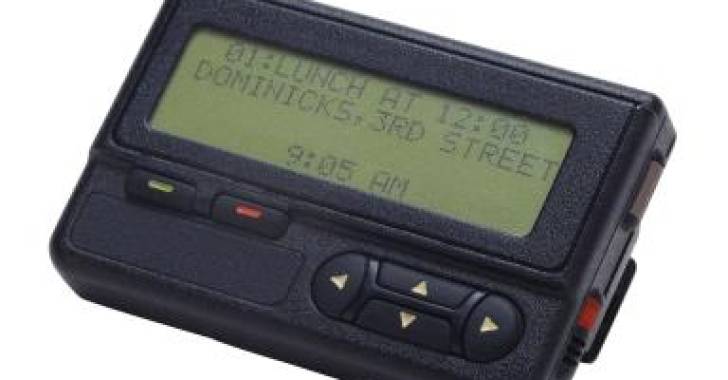 01:LUNCH AT 12:00
DOMINICKS,3RD STREET
9:05 AM